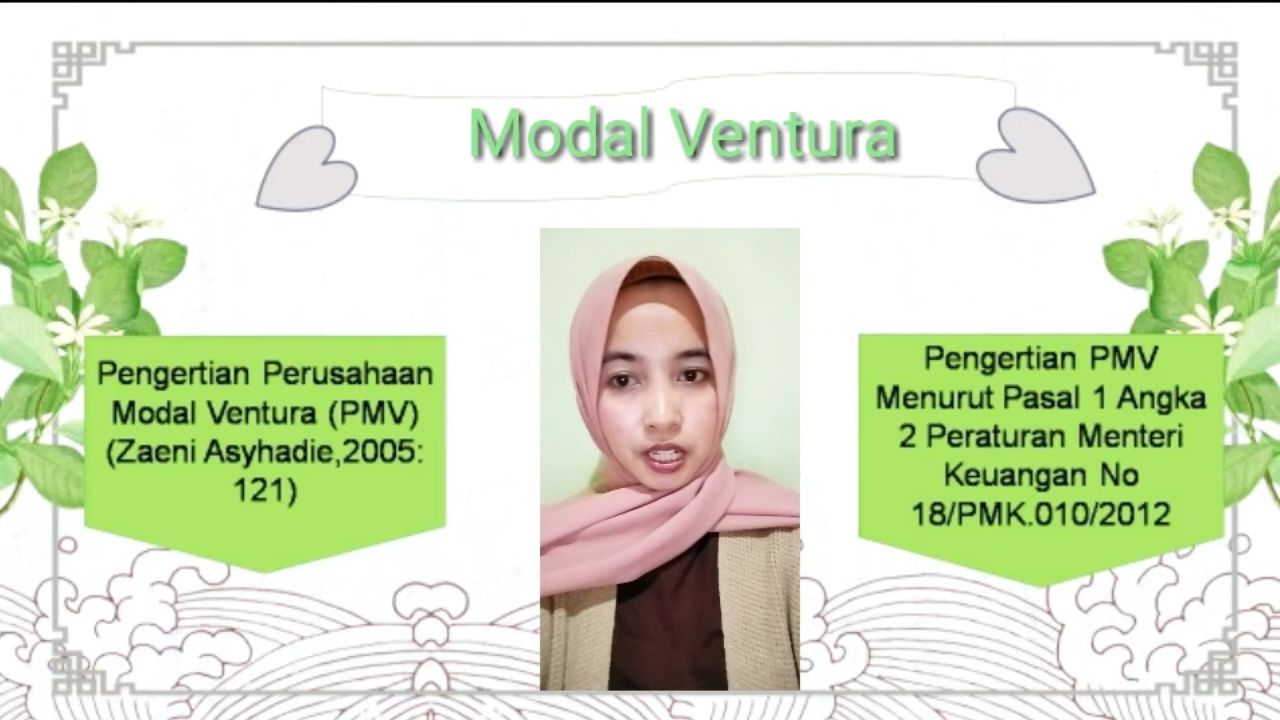 Modal Ventura
Pengertian Perusahaan
Modal Ventura (PMV)
(Zaeni Asyhadie,2005:
121)
Pengertian PMV
Menurut Pasal 1 Angka
2 Peraturan Menteri
Keuangan No
18/PMK.010/2012